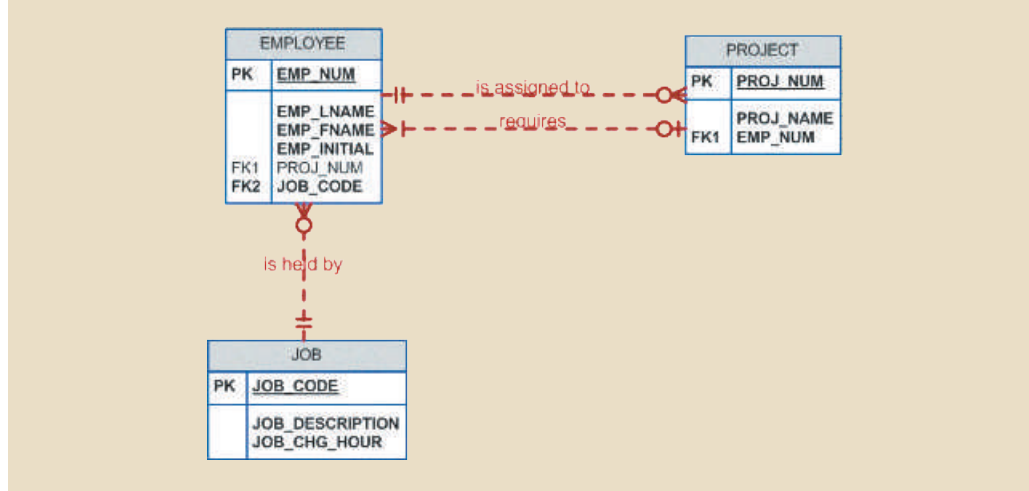 EMPLOYEE
PK EMP_NUM
EMP_LNAME
EMP_FNAME
EMP_INITIAL
FK1 PROJ_NUM
FK2 JOB_CODE
is assigned to
requires
PROJECT
PK PROJ_NUM
PROJ_NAME
FK1 EMP_NUM
is held by
JOB
PK JOB_CODE
JOB_DESCRIPTION
JOB_CHG_HOUR